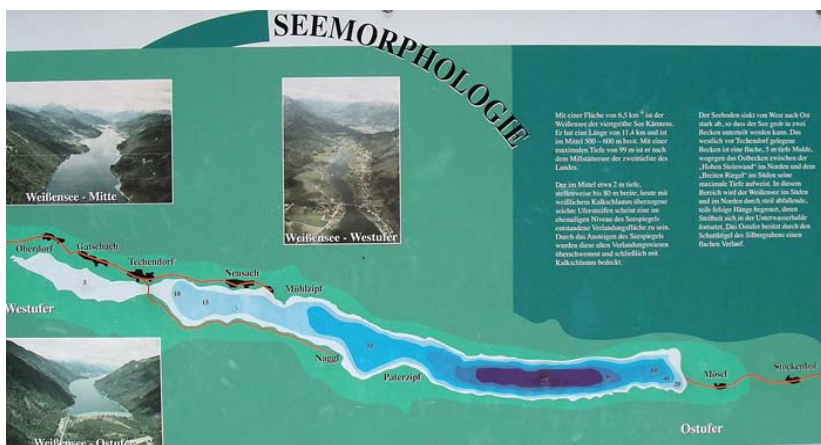 SEEMORPHOLOGIE
Weißensee - Mitte
Weißensee - Westufer
Mit einer Fläche von 6,5 km² ist der
Weißensee der viertgrößte See Kärntens.
Er hat eine Länge von 11,4 km und ist
im Mittel 500 – 600 m breit. Mit einer
maximalen Tiefe von 99 m ist er nach
dem Millstättersee der zweittiefste des
Landes.
Der im Mittel etwa 2 m tiefe,
stellenweise bis 80 m breite, heute mit
weißlichem Kalkschlamm überzogene
seichte Uferstreifen scheint eine im
ehemaligen Niveau des Seespiegels
entstandene Verlandungsfläche zu sein.
Durch das Ansteigen des Seespiegels
wurden diese alten Verlandungswiesen
überschwemmt und schließlich mit
Kalkschlamm bedeckt.
Der Seeboden sinkt von West nach Ost
stark ab, so dass der See grob in zwei
Becken unterteilt werden kann. Das
westlich vor Techendorf gelegene
Becken ist eine flache, 5 m tiefe Mulde,
wogegen das Ostbecken zwischen der
„Hohen Steinwand" im Norden und dem
„Breiten Riegel" im Süden seine
maximale Tiefe aufweist. In diesem
Bereich wird der Weißensee im Süden
und im Norden durch steil abfallende,
teils felsige Hänge begrenzt, deren
Steilheit sich in der Unterwasserhalde
fortsetzt. Das Ostufer besitzt durch den
Schuttkegel des Silbergrabens einen
flachen Verlauf.
Oberdorf
Gatschach
Techendorf
Neusach
Mühlzipf
5
10
15
Westufer
Naggl
Paterzipf
Mösel
Stockenboi
20
Ostufer
Weißensee - Ostufer